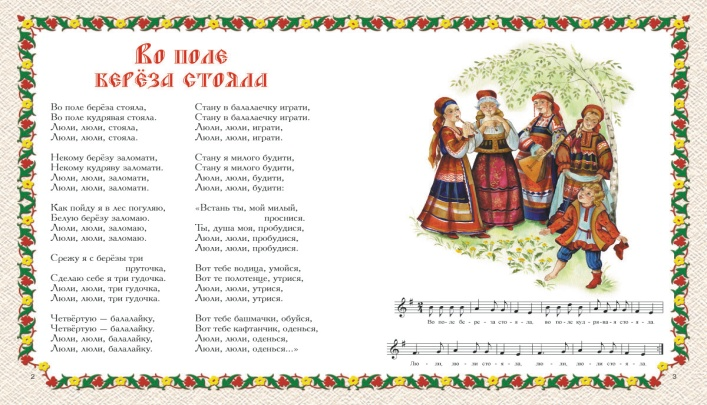 Во поле
берёза стояла
Во поле берёза стояла,
Во поле кудрявая стояла.
Люли, люли, стояла,
Люли, люли, стояла.
Некому берёзу заломати,
Некому кудряву заломати.
Люли, люли, заломати,
Люли, люли, заломати.
Как пойду я в лес погуляю,
Белую берёзу заломаю.
Люли, люли, заломаю,
Люли, люли, заломаю.
Срежу я с берёзы три
пруточка,
Сделаю себе я три гудочка.
Люли, люли, три гудочка,
Люли, люли, три гудочка.
Четвёртую — балалайку,
Четвёртую — балалайку.
Люли, люли, балалайку,
Люли, люли, балалайку.
Стану в балалаечку играти,
Стану в балалаечку играти.
Люли, люли, играти,
Люли, люли, играти.
Стану я милого будити,
Стану я милого будити,
Люли, люли, будити,
Люли, люли, будити:
«Встань ты, мой милый,
проснися.
Ты, душа моя, пробудися,
Люли, люли, пробудися,
Люли, люли, пробудися.
Вот тебе водица, умойся,
Вот те полотенце, утрися,
Люли, люли, утрися,
Люли, люли, утрися.
Вот тебе башмачки, обуйся,
Вот тебе кафтанчик, оденься,
Люли, люли, оденься,
Люли, люли, оденься...»
2
4
Во по - ле бе - рё - за сто - я - ла, во по - ле куд - ря - ва - я сто - я - ла.
Лю - ли, лю - ли сто - я - ла, лю - ли, лю - ли сто - я - ла.
2
3